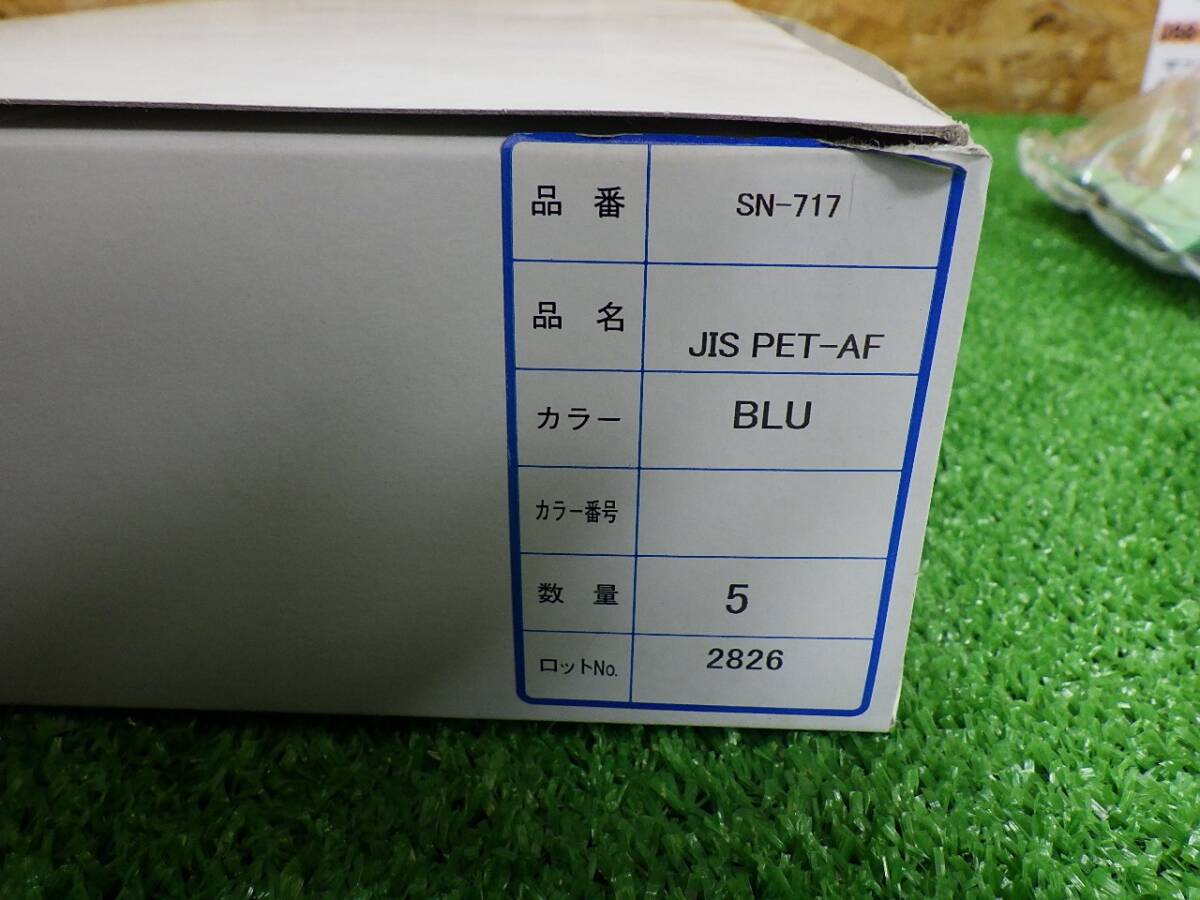 品番 SN-717
品名 JIS PET-AF
カラー BLU
カラー番号
数量 5
ロットNo. 2826